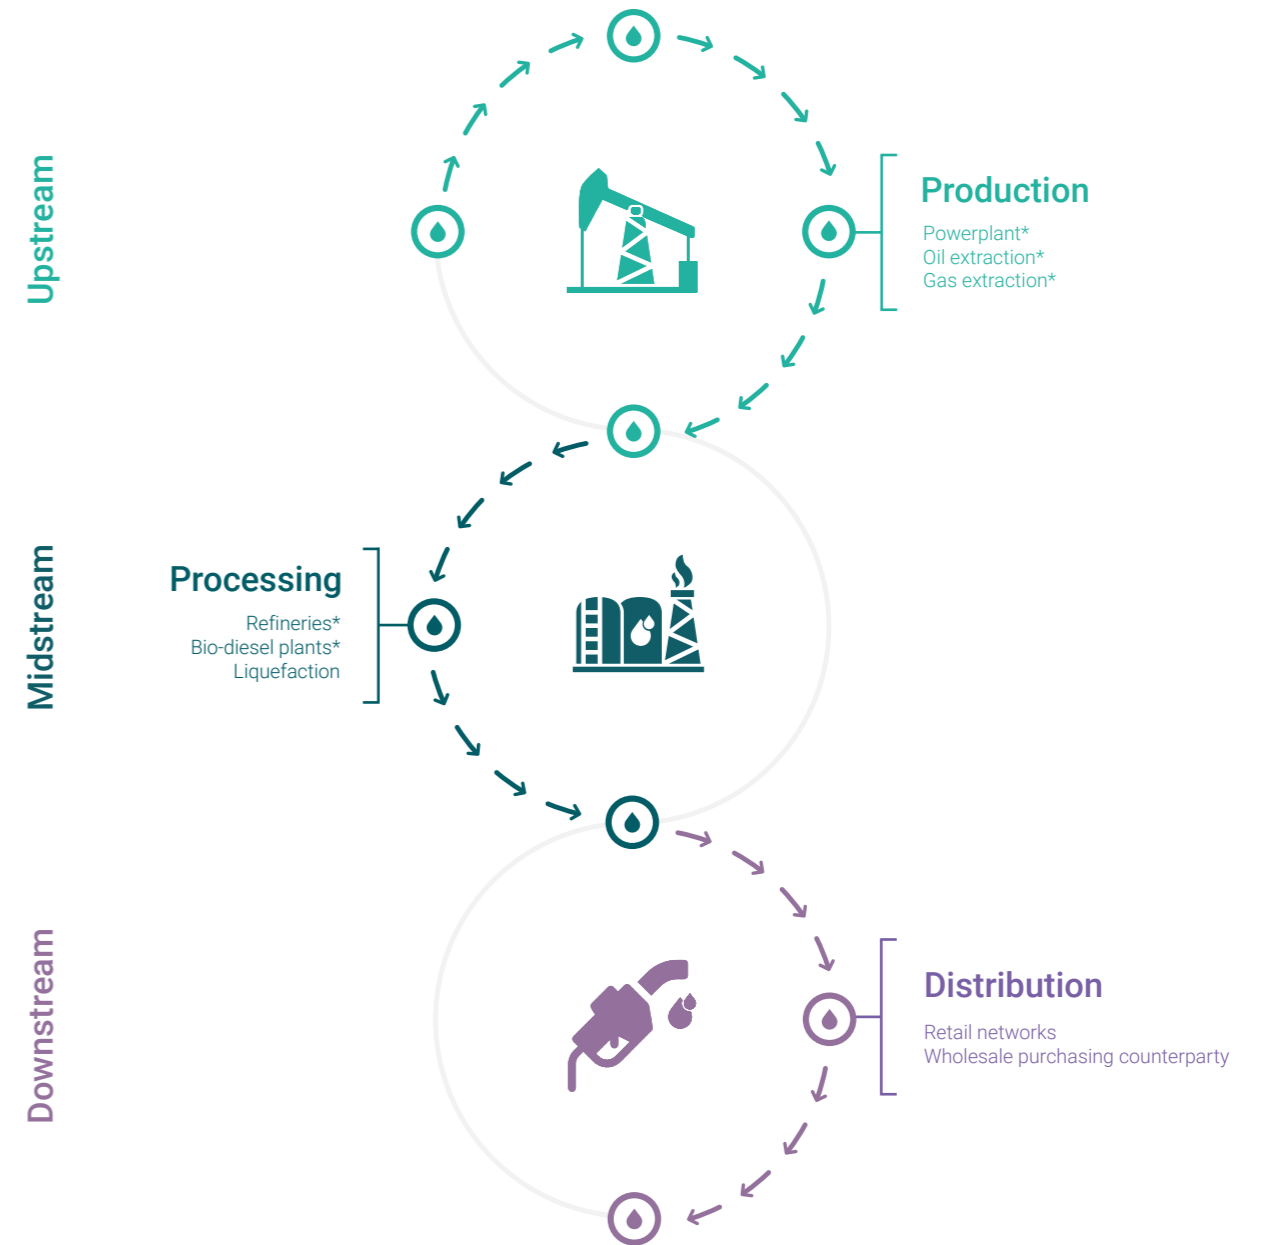 Upstream
Production
Powerplant*
Oil extraction*
Gas extraction*
Midstream
Processing
Refineries*
Bio-diesel plants*
Liquefaction
Downstream
Distribution
Retail networks
Wholesale purchasing counterparty